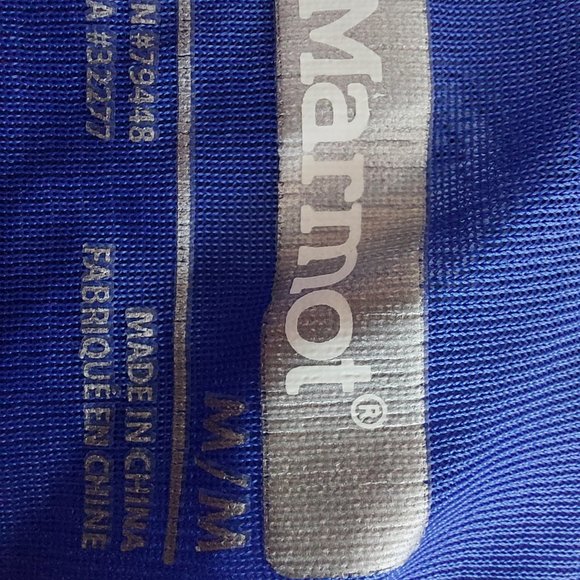 Marmot®
M/M
N #79448 MADE IN CHINA
A #32277 FABRIQUÉ EN CHINE